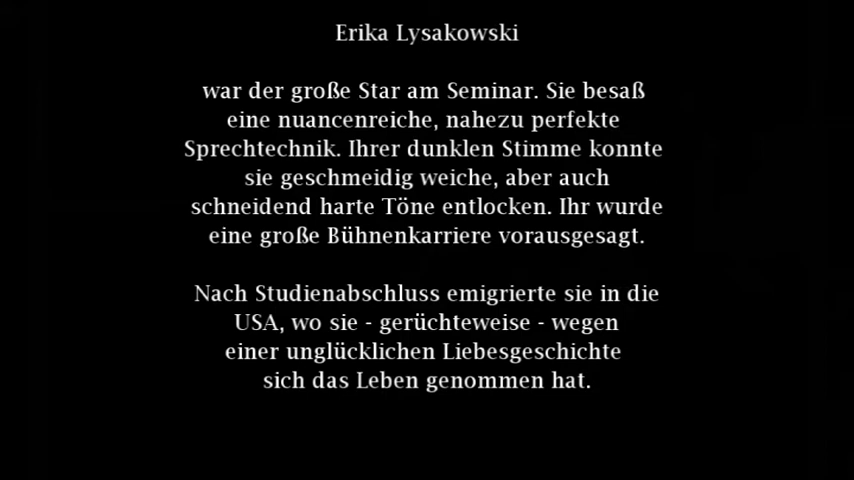 Erika Lysakowski
war der große Star am Seminar. Sie besaß
eine nuancenreiche, nahezu perfekte
Sprechtechnik. Ihrer dunklen Stimme konnte
sie geschmeidig weiche, aber auch
schneidend harte Töne entlocken. Ihr wurde
eine große Bühnenkarriere vorausgesagt.
Nach Studienabschluss emigrierte sie in die
USA, wo sie - gerüchteweise - wegen
einer unglücklichen Liebesgeschichte
sich das Leben genommen hat.